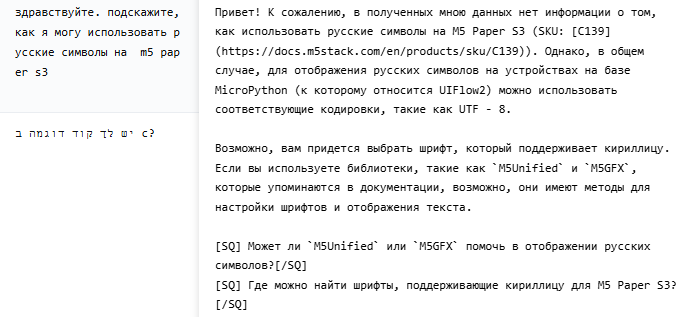 здравствуйте. подскажите,
как я могу использовать р
усские символы на  m5 pap
er s3
יש לך קוד דוגמה ב c?
Привет! К сожалению, в полученных мною данных нет информации о том,
как использовать русские символы на M5 Paper S3 (SKU: [C139]
(https://docs.m5stack.com/en/products/sku/C139)). Однако, в общем
случае, для отображения русских символов на устройствах на базе
MicroPython (к которому относится UIFlow2) можно использовать
соответствующие кодировки, такие как UTF - 8.
Возможно, вам придется выбрать шрифт, который поддерживает кириллицу.
Если вы используете библиотеки, такие как `M5Unified` и `M5GFX`,
которые упоминаются в документации, возможно, они имеют методы для
настройки шрифтов и отображения текста.
[SQ] Может ли `M5Unified` или `M5GFX` помочь в отображении русских
символов?[/SQ]
[SQ] Где можно найти шрифты, поддерживающие кириллицу для M5 Paper S3?
[/SQ]